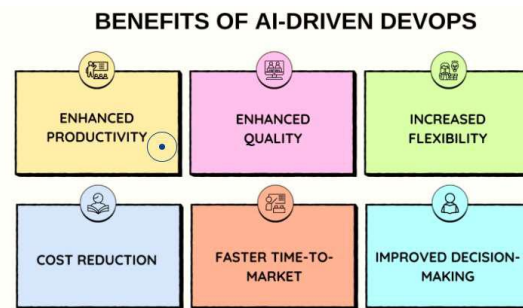 BENEFITS OF AI-DRIVEN DEVOPS
ENHANCED
PRODUCTIVITY
ENHANCED
QUALITY
INCREASED
FLEXIBILITY
COST REDUCTION
FASTER TIME-TO-
MARKET
IMPROVED DECISION-
MAKING